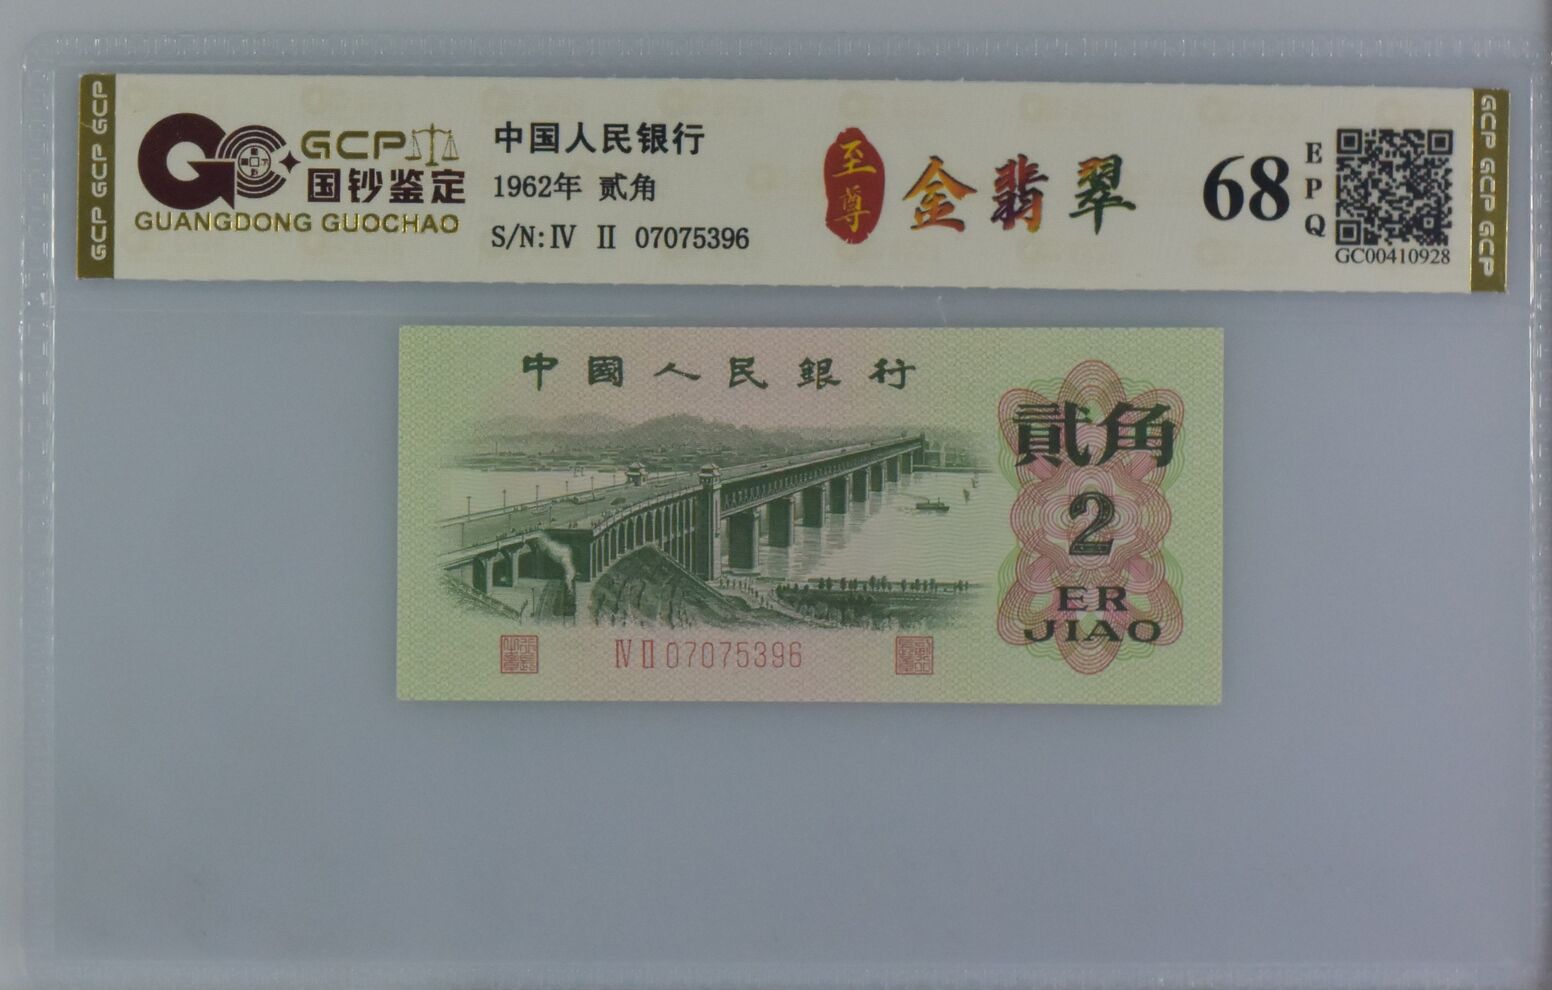 GCP GCP GCP
GCP
国钞鉴定
GUANGDONG GUOCHAO
中国人民银行
1962年 贰角
S/N:Ⅳ Ⅱ 07075396
至尊
金翡翠
68
EPQ
GC00410928
GCP GCP GCP
中國人民銀行
貳角
2
ER
JIAO
Ⅳ Ⅱ 07075396